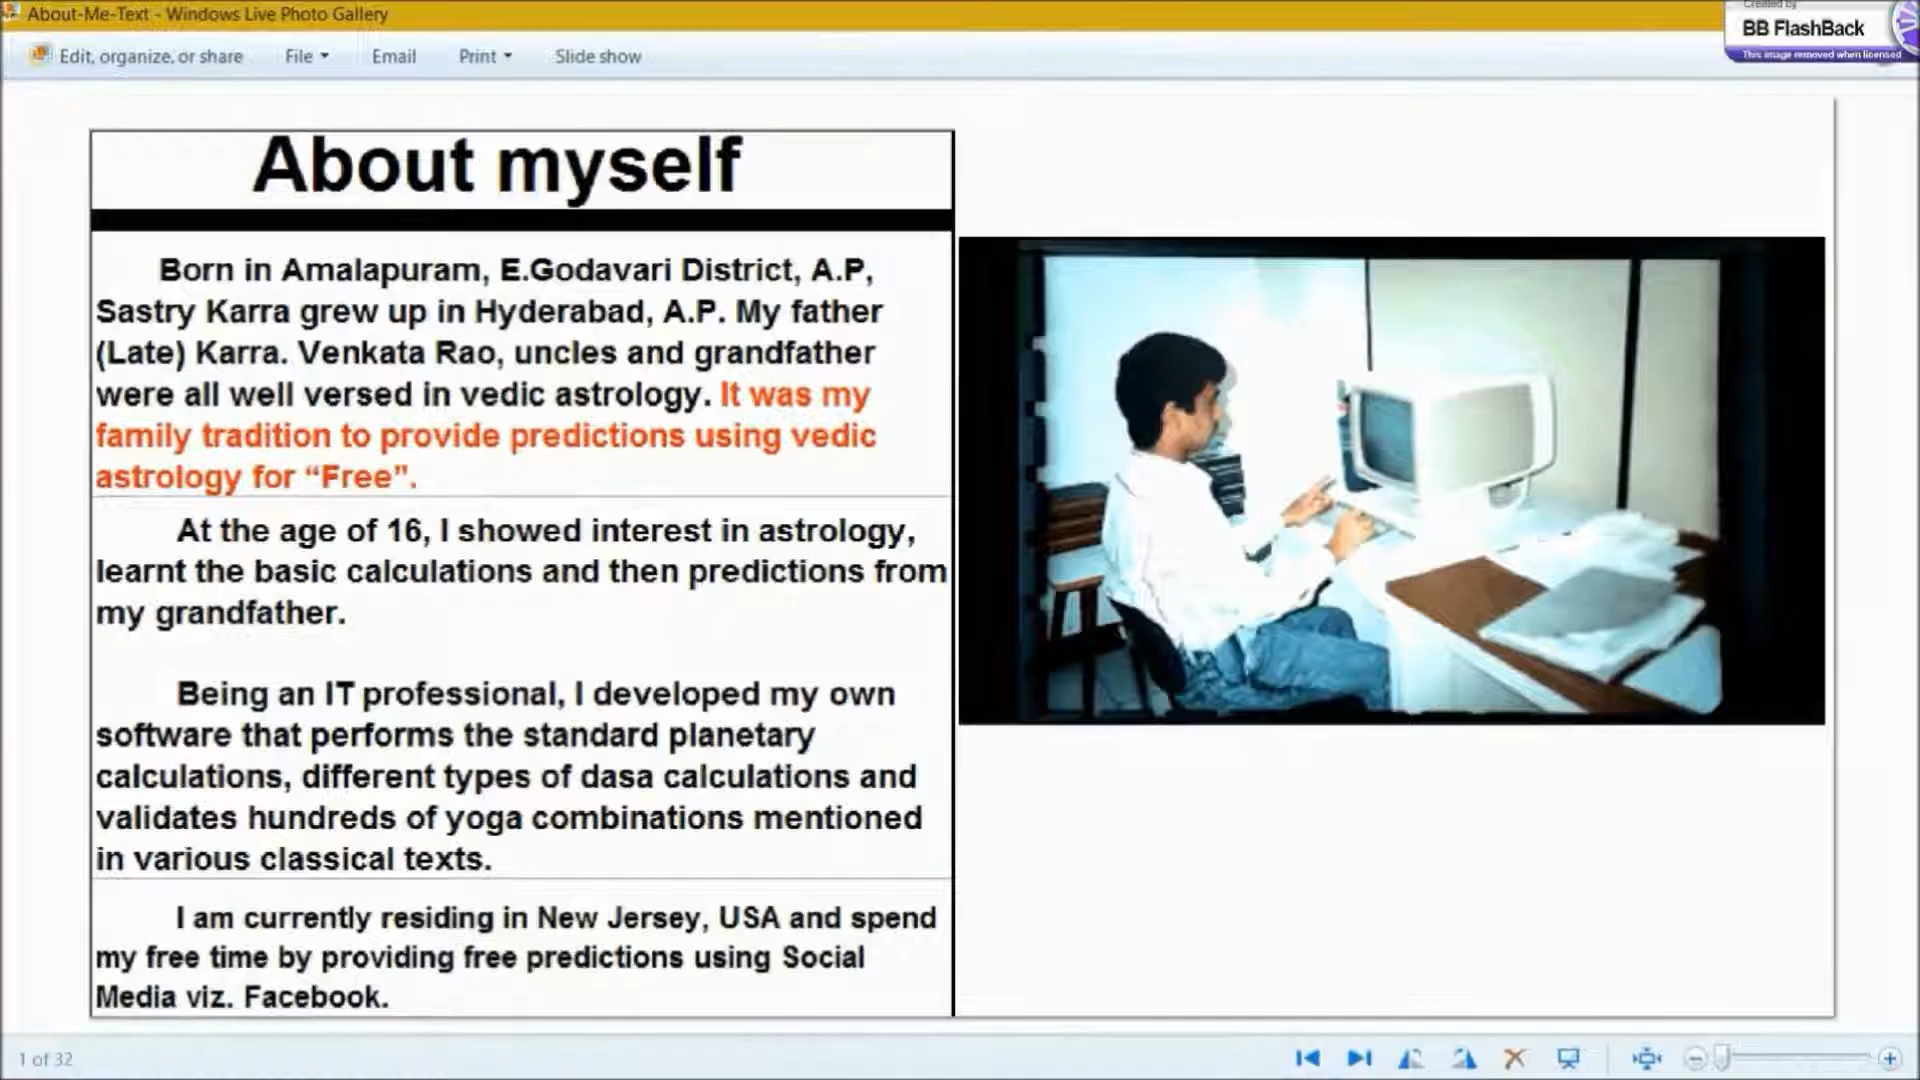 About-Me-Text - Windows Live Photo Gallery
Created by
BB FlashBack
This image removed when licensed
Edit, organize, or share File Email Print Slide show
About myself
Born in Amalapuram, E.Godavari District, A.P,
Sastry Karra grew up in Hyderabad, A.P. My father
(Late) Karra. Venkata Rao, uncles and grandfather
were all well versed in vedic astrology. It was my
family tradition to provide predictions using vedic
astrology for “Free”.
At the age of 16, I showed interest in astrology,
learnt the basic calculations and then predictions from
my grandfather.
Being an IT professional, I developed my own
software that performs the standard planetary
calculations, different types of dasa calculations and
validates hundreds of yoga combinations mentioned
in various classical texts.
I am currently residing in New Jersey, USA and spend
my free time by providing free predictions using Social
Media viz. Facebook.
1 of 32